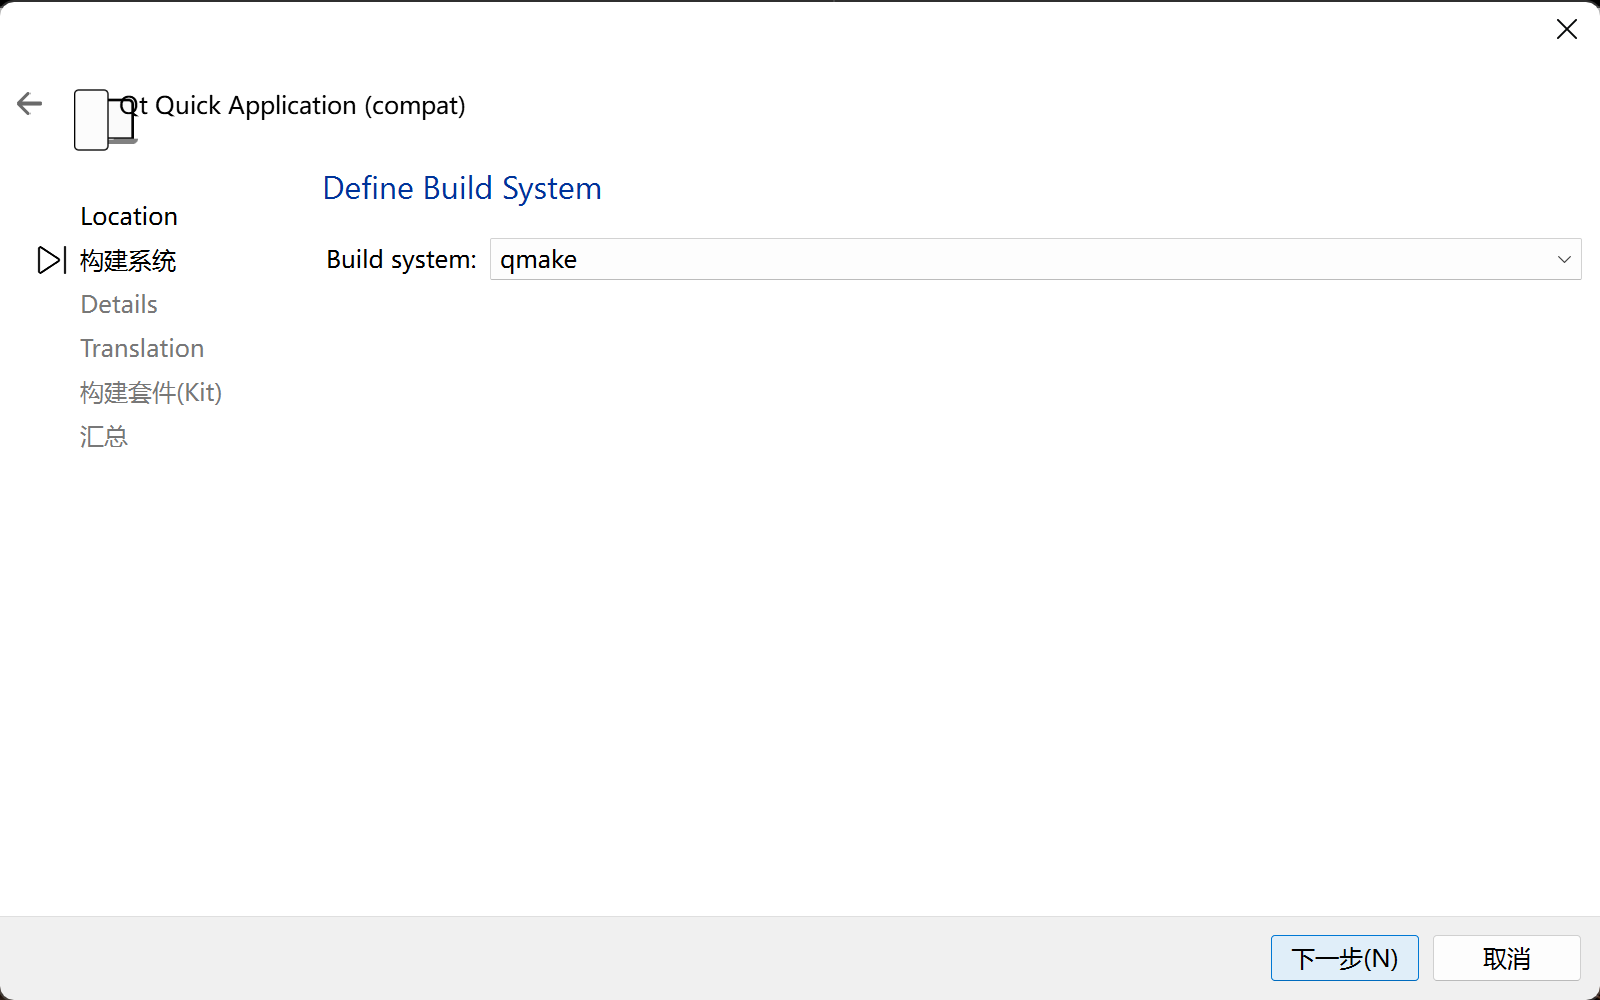 Qt Quick Application (compat)
Define Build System
Location
构建系统
Build system: qmake
Details
Translation
构建套件(Kit)
汇总
下一步(N)
取消